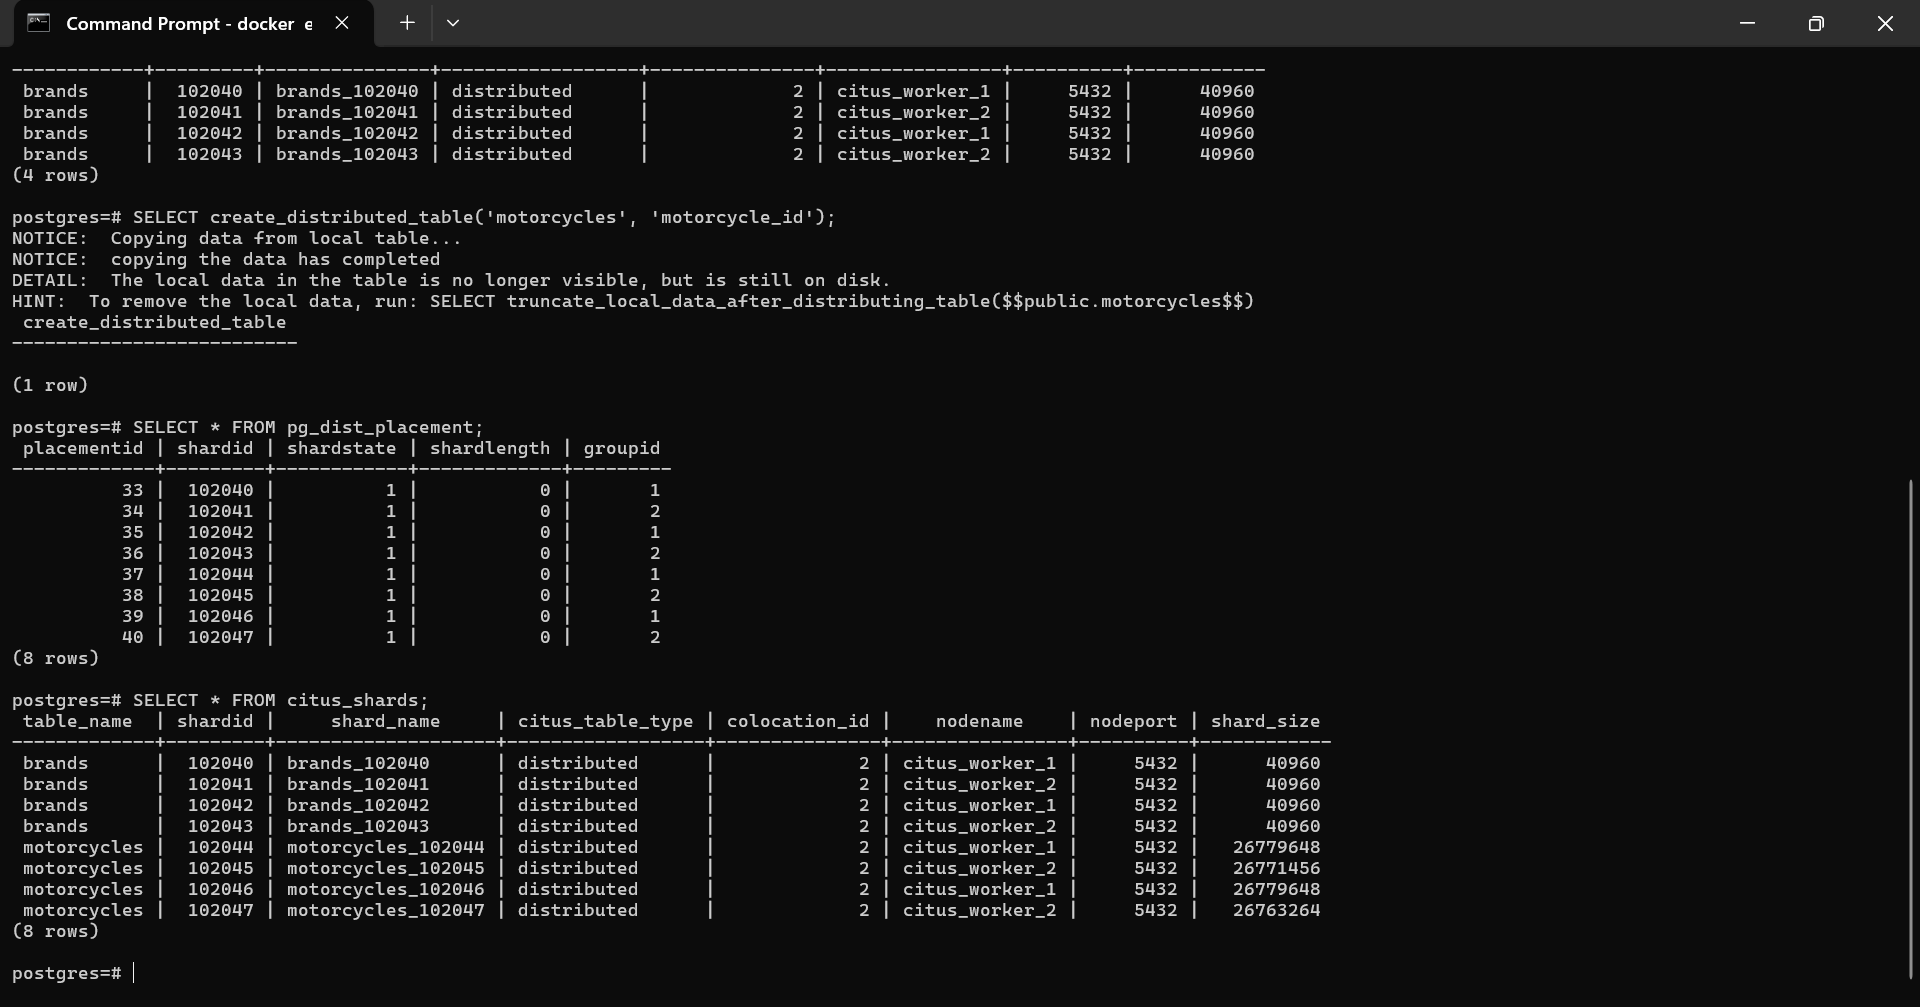 Command Prompt - docker e
------------+---------+---------------+------------------+---------------+----------------+----------+------------
 brands     |  102040 | brands_102040 | distributed      |             2 | citus_worker_1 |     5432 |      40960
 brands     |  102041 | brands_102041 | distributed      |             2 | citus_worker_2 |     5432 |      40960
 brands     |  102042 | brands_102042 | distributed      |             2 | citus_worker_1 |     5432 |      40960
 brands     |  102043 | brands_102043 | distributed      |             2 | citus_worker_2 |     5432 |      40960
(4 rows)
postgres=# SELECT create_distributed_table('motorcycles', 'motorcycle_id');
NOTICE:  Copying data from local table...
NOTICE:  copying the data has completed
DETAIL:  The local data in the table is no longer visible, but is still on disk.
HINT:  To remove the local data, run: SELECT truncate_local_data_after_distributing_table($$public.motorcycles$$)
 create_distributed_table
--------------------------
(1 row)
postgres=# SELECT * FROM pg_dist_placement;
 placementid | shardid | shardstate | shardlength | groupid
-------------+---------+------------+-------------+---------
          33 |  102040 |          1 |           0 |       1
          34 |  102041 |          1 |           0 |       2
          35 |  102042 |          1 |           0 |       1
          36 |  102043 |          1 |           0 |       2
          37 |  102044 |          1 |           0 |       1
          38 |  102045 |          1 |           0 |       2
          39 |  102046 |          1 |           0 |       1
          40 |  102047 |          1 |           0 |       2
(8 rows)
postgres=# SELECT * FROM citus_shards;
 table_name  | shardid |     shard_name     | citus_table_type | colocation_id |    nodename    | nodeport | shard_size
-------------+---------+--------------------+------------------+---------------+----------------+----------+------------
 brands      |  102040 | brands_102040      | distributed      |             2 | citus_worker_1 |     5432 |      40960
 brands      |  102041 | brands_102041      | distributed      |             2 | citus_worker_2 |     5432 |      40960
 brands      |  102042 | brands_102042      | distributed      |             2 | citus_worker_1 |     5432 |      40960
 brands      |  102043 | brands_102043      | distributed      |             2 | citus_worker_2 |     5432 |      40960
 motorcycles |  102044 | motorcycles_102044 | distributed      |             2 | citus_worker_1 |     5432 |   26779648
 motorcycles |  102045 | motorcycles_102045 | distributed      |             2 | citus_worker_2 |     5432 |   26771456
 motorcycles |  102046 | motorcycles_102046 | distributed      |             2 | citus_worker_1 |     5432 |   26779648
 motorcycles |  102047 | motorcycles_102047 | distributed      |             2 | citus_worker_2 |     5432 |   26763264
(8 rows)
postgres=#